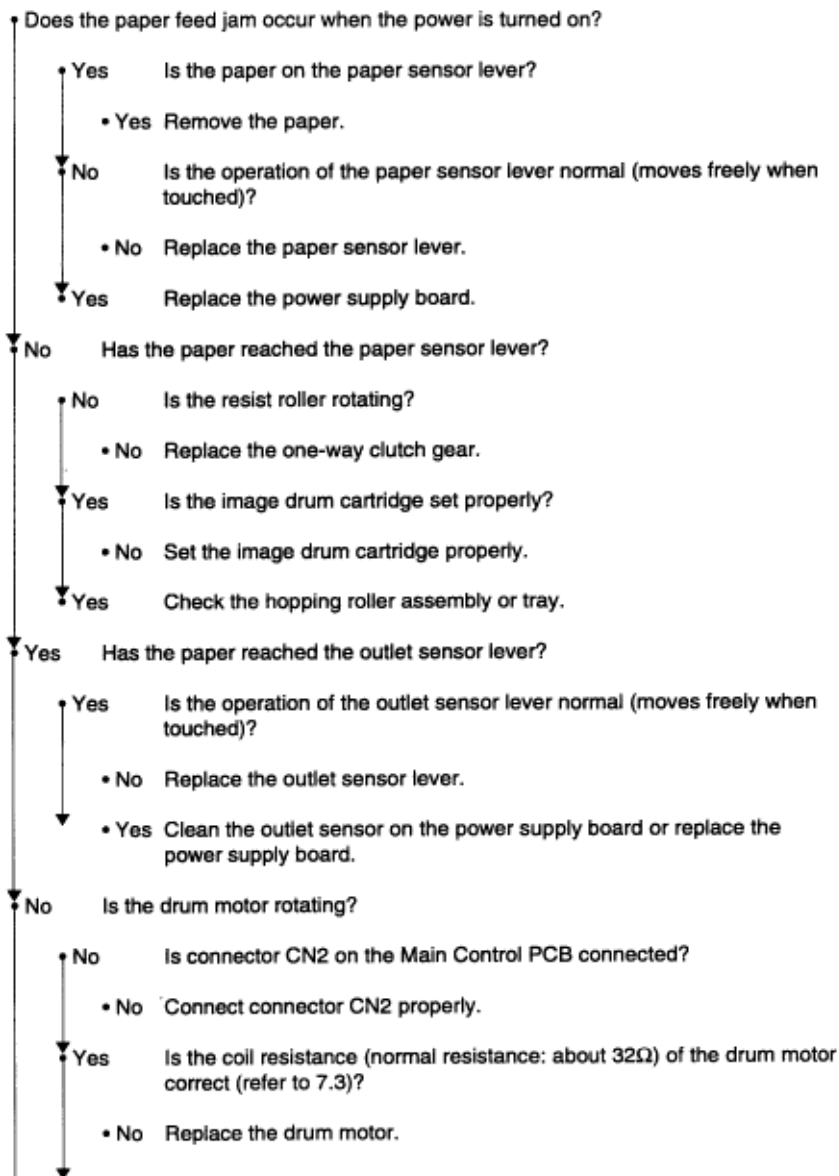 • Does the paper feed jam occur when the power is turned on?
• Yes Is the paper on the paper sensor lever?
• Yes Remove the paper.
• No Is the operation of the paper sensor lever normal (moves freely when
touched)?
• No Replace the paper sensor lever.
• Yes Replace the power supply board.
• No Has the paper reached the paper sensor lever?
• No Is the resist roller rotating?
• No Replace the one-way clutch gear.
• Yes Is the image drum cartridge set properly?
• No Set the image drum cartridge properly.
• Yes Check the hopping roller assembly or tray.
• Yes Has the paper reached the outlet sensor lever?
• Yes Is the operation of the outlet sensor lever normal (moves freely when
touched)?
• No Replace the outlet sensor lever.
• Yes Clean the outlet sensor on the power supply board or replace the
power supply board.
• No Is the drum motor rotating?
• No Is connector CN2 on the Main Control PCB connected?
• No Connect connector CN2 properly.
• Yes Is the coil resistance (normal resistance: about 32Ω) of the drum motor
correct (refer to 7.3)?
• No Replace the drum motor.